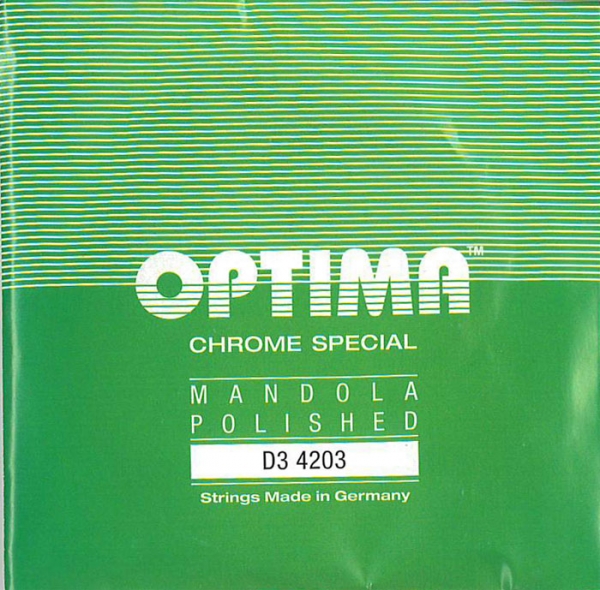 OPTIMA™
CHROME SPECIAL
MANDOLA
POLISHED
D3 4203
Strings Made in Germany